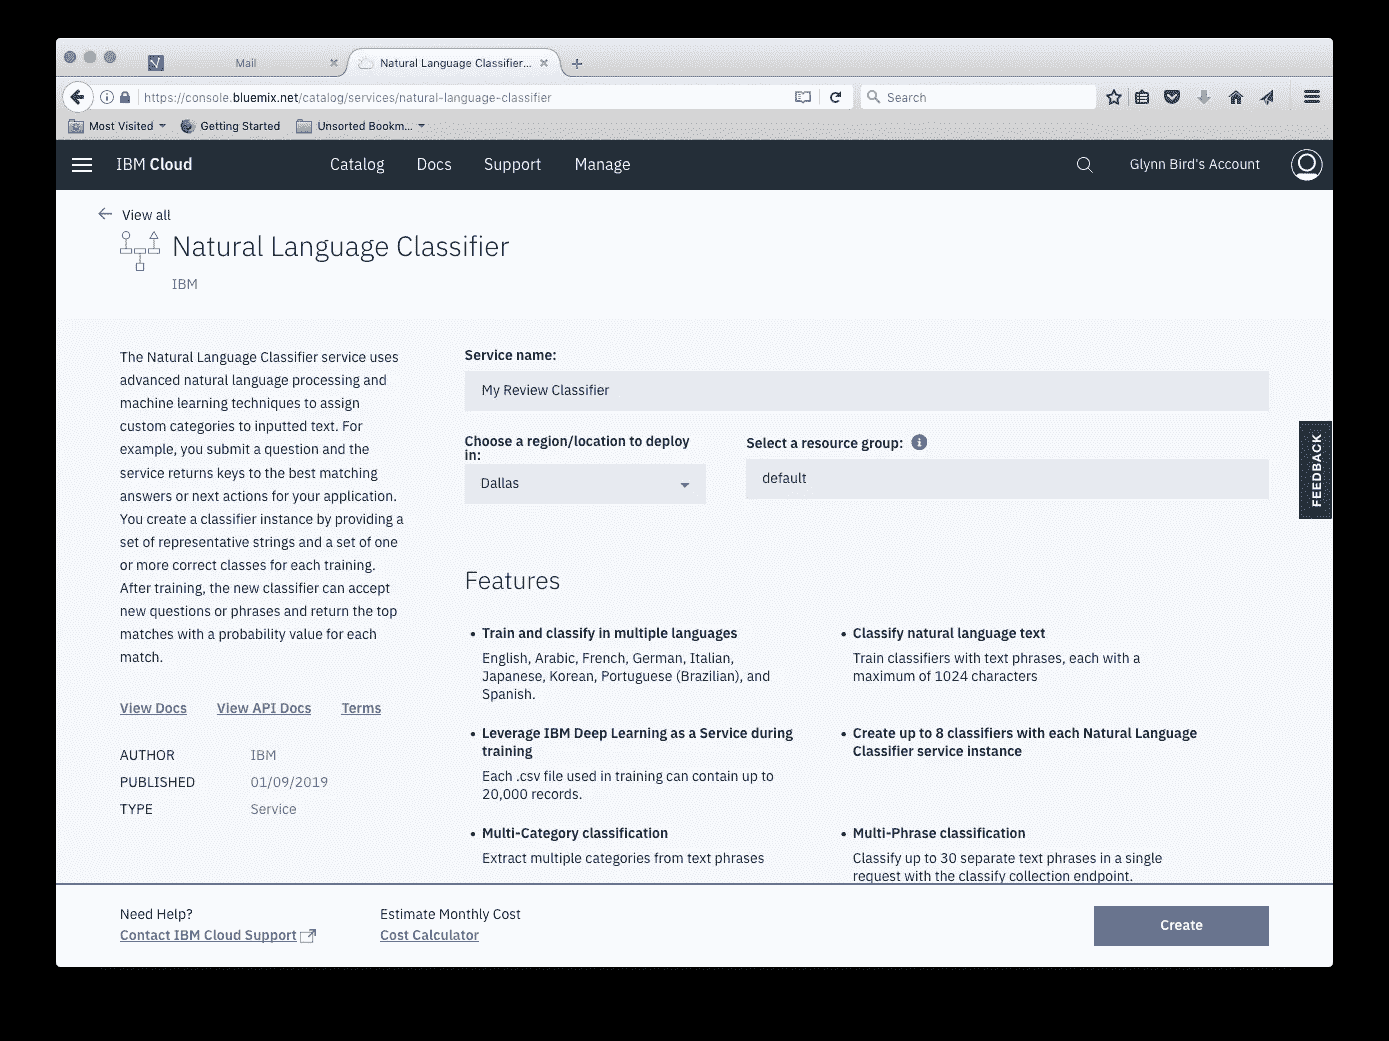 Mail
Natural Language Classifier...
https://console.bluemix.net/catalog/services/natural-language-classifier
Search
Most Visited
Getting Started
Unsorted Bookm...
IBM Cloud
Catalog
Docs
Support
Manage
Glynn Bird's Account
View all
Natural Language Classifier
IBM
The Natural Language Classifier service uses
advanced natural language processing and
machine learning techniques to assign
custom categories to inputted text. For
example, you submit a question and the
service returns keys to the best matching
answers or next actions for your application.
You create a classifier instance by providing a
set of representative strings and a set of one
or more correct classes for each training.
After training, the new classifier can accept
new questions or phrases and return the top
matches with a probability value for each
match.
View Docs
View API Docs
Terms
AUTHOR IBM
PUBLISHED 01/09/2019
TYPE Service
Service name:
My Review Classifier
Choose a region/location to deploy
in:
Dallas
Select a resource group:
default
FEEDBACK
Features
• Train and classify in multiple languages
English, Arabic, French, German, Italian,
Japanese, Korean, Portuguese (Brazilian), and
Spanish.
• Classify natural language text
Train classifiers with text phrases, each with a
maximum of 1024 characters
• Leverage IBM Deep Learning as a Service during
training
Each .csv file used in training can contain up to
20,000 records.
• Create up to 8 classifiers with each Natural Language
Classifier service instance
• Multi-Category classification
Extract multiple categories from text phrases
• Multi-Phrase classification
Classify up to 30 separate text phrases in a single
request with the classify collection endpoint.
Need Help?
Contact IBM Cloud Support
Estimate Monthly Cost
Cost Calculator
Create